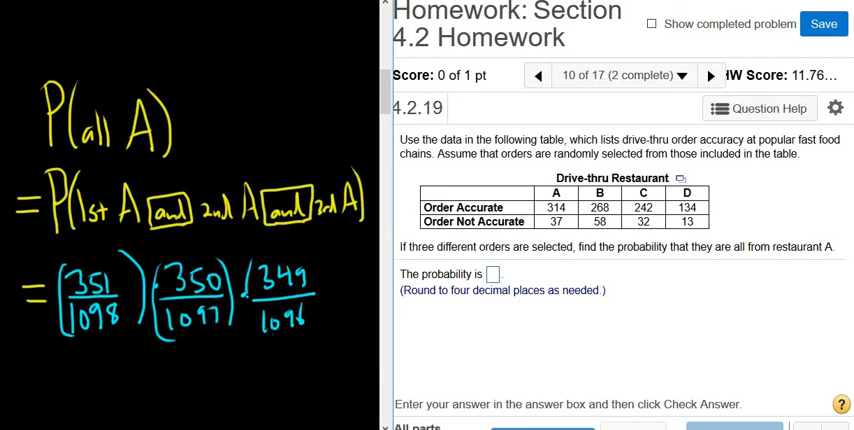 P(all A)
= P(1st A and 2nd A and 3rd A)
= (351/1098) (350/1097) (349/1096
Homework: Section
4.2 Homework
Show completed problem
Save
Score: 0 of 1 pt
10 of 17 (2 complete)
HW Score: 11.76...
4.2.19
Question Help
Use the data in the following table, which lists drive-thru order accuracy at popular fast food
chains. Assume that orders are randomly selected from those included in the table.
Drive-thru Restaurant
A B C D
Order Accurate 314 268 242 134
Order Not Accurate 37 58 32 13
If three different orders are selected, find the probability that they are all from restaurant A.
The probability is .
(Round to four decimal places as needed.)
Enter your answer in the answer box and then click Check Answer.
?
All parts